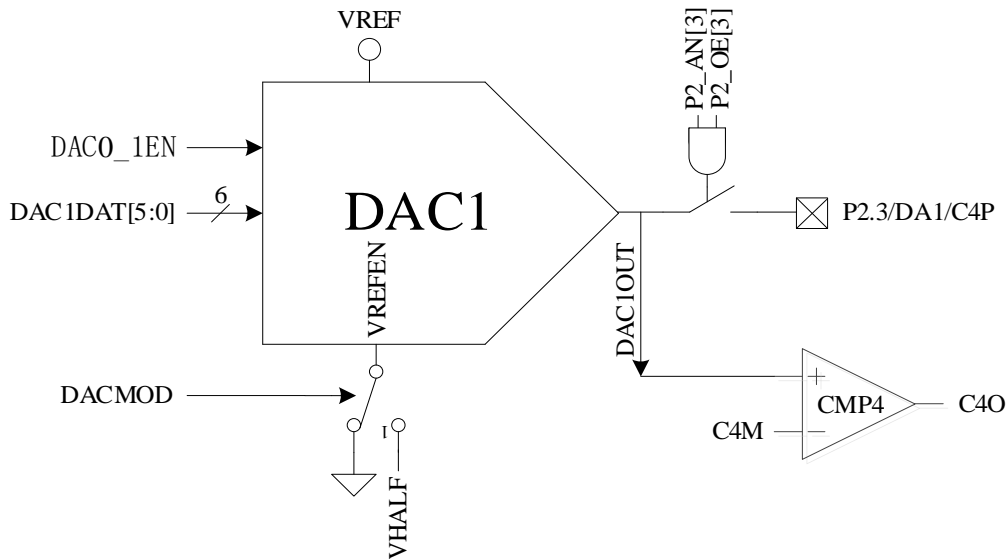 VREF
P2_AN[3]
P2_OE[3]
DAC0_1EN
DAC1DAT[5:0]
6
DAC1
P2.3/DA1/C4P
VREFEN
DAC1OUT
DACMOD
+
CMP4
C4O
C4M
1
VHALF